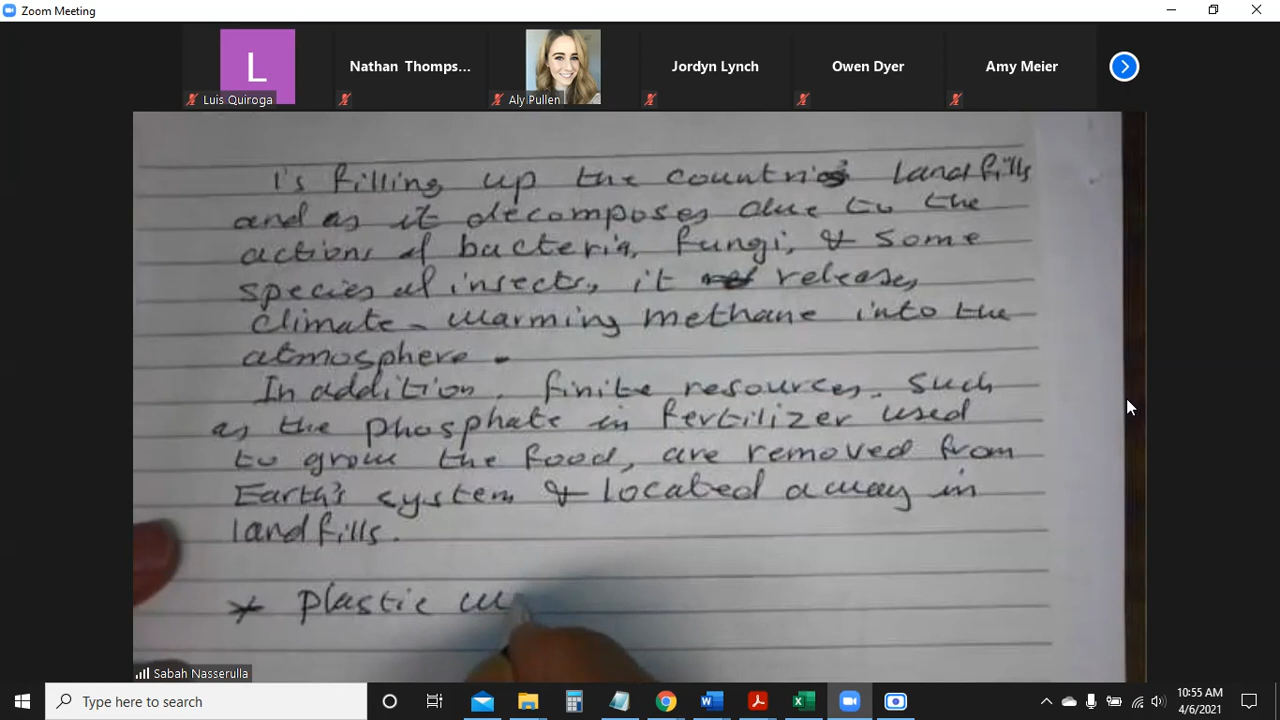 Zoom Meeting
L
Luis Quiroga
Nathan Thomps...
Aly Pullen
Jordyn Lynch
Owen Dyer
Amy Meier
is filling up the countries landfills
and as it decomposes due to the
actions of bacteria, fungi, & some
species of insects, it releases
climate-warming methane into the
atmosphere.
In addition, finite resources, such
as the phosphate in fertilizer used
to grow the food, are removed from
Earth's system & located away in
landfills.
* Plastic w
Sabah Nasserulla
Type here to search
10:55 AM
4/6/2021